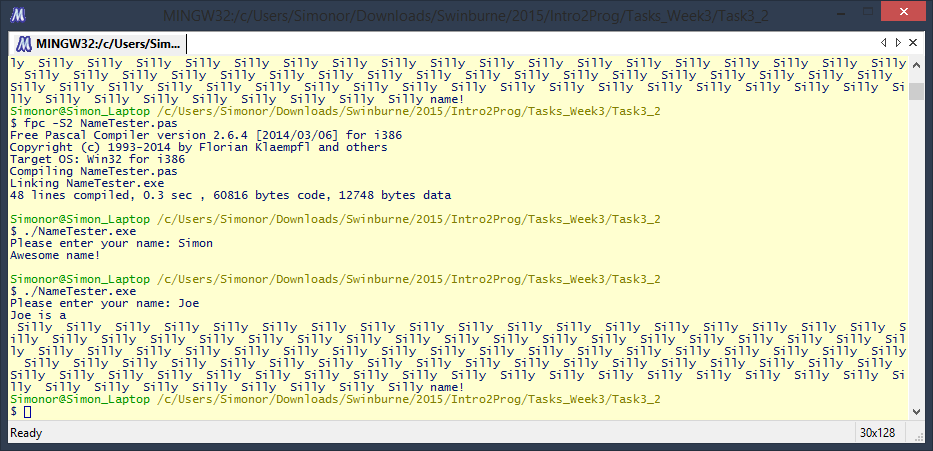 MINGW32:/c/Users/Simonor/Downloads/Swinburne/2015/Intro2Prog/Tasks_Week3/Task3_2
MINGW32:/c/Users/Sim...
ly  Silly  Silly  Silly  Silly  Silly  Silly  Silly  Silly  Silly  Silly  Silly  Silly  Silly  Silly  Silly  Silly  Silly  Silly
  Silly  Silly  Silly  Silly  Silly  Silly  Silly  Silly  Silly  Silly  Silly  Silly  Silly  Silly  Silly  Silly  Silly  Silly
Silly  Silly  Silly  Silly  Silly  Silly  Silly  Silly  Silly  Silly  Silly  Silly  Silly  Silly  Silly  Silly  Silly  Silly  Si
lly  Silly  Silly  Silly  Silly  Silly  Silly  Silly  Silly name!
Simonor@Simon_Laptop /c/Users/Simonor/Downloads/Swinburne/2015/Intro2Prog/Tasks_Week3/Task3_2
$ fpc -S2 NameTester.pas
Free Pascal Compiler version 2.6.4 [2014/03/06] for i386
Copyright (c) 1993-2014 by Florian Klaempfl and others
Target OS: Win32 for i386
Compiling NameTester.pas
Linking NameTester.exe
48 lines compiled, 0.3 sec , 60816 bytes code, 12748 bytes data
Simonor@Simon_Laptop /c/Users/Simonor/Downloads/Swinburne/2015/Intro2Prog/Tasks_Week3/Task3_2
$ ./NameTester.exe
Please enter your name: Simon
Awesome name!
Simonor@Simon_Laptop /c/Users/Simonor/Downloads/Swinburne/2015/Intro2Prog/Tasks_Week3/Task3_2
$ ./NameTester.exe
Please enter your name: Joe
Joe is a
 Silly  Silly  Silly  Silly  Silly  Silly  Silly  Silly  Silly  Silly  Silly  Silly  Silly  Silly  Silly  Silly  Silly  Silly  S
illy  Silly  Silly  Silly  Silly  Silly  Silly  Silly  Silly  Silly  Silly  Silly  Silly  Silly  Silly  Silly  Silly  Silly  Sil
ly  Silly  Silly  Silly  Silly  Silly  Silly  Silly  Silly  Silly  Silly  Silly  Silly  Silly  Silly  Silly  Silly  Silly  Silly
  Silly  Silly  Silly  Silly  Silly  Silly  Silly  Silly  Silly  Silly  Silly  Silly  Silly  Silly  Silly  Silly  Silly  Silly
Silly  Silly  Silly  Silly  Silly  Silly  Silly  Silly  Silly  Silly  Silly  Silly  Silly  Silly  Silly  Silly  Silly  Silly  Si
lly  Silly  Silly  Silly  Silly  Silly  Silly  Silly  Silly name!
Simonor@Simon_Laptop /c/Users/Simonor/Downloads/Swinburne/2015/Intro2Prog/Tasks_Week3/Task3_2
$
Ready
30x128